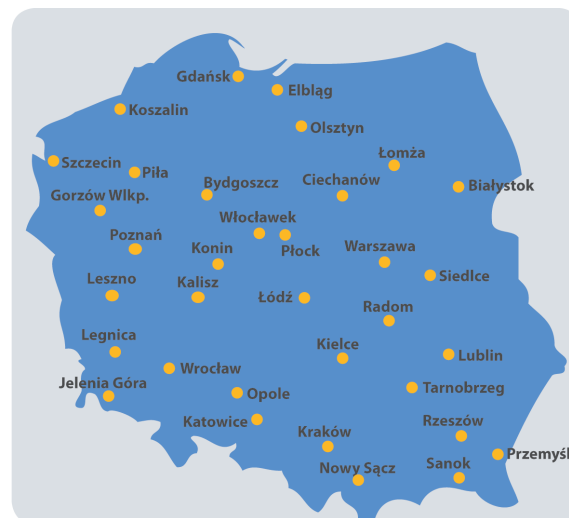 Gdańsk
Elbląg
Koszalin
Olsztyn
Łomża
Szczecin
Piła
Bydgoszcz
Ciechanów
Białystok
Gorzów Wlkp.
Włocławek
Poznań
Konin
Płock
Warszawa
Leszno
Kalisz
Łódź
Siedlce
Radom
Legnica
Kielce
Lublin
Wrocław
Jelenia Góra
Opole
Tarnobrzeg
Katowice
Kraków
Rzeszów
Przemyśl
Nowy Sącz
Sanok